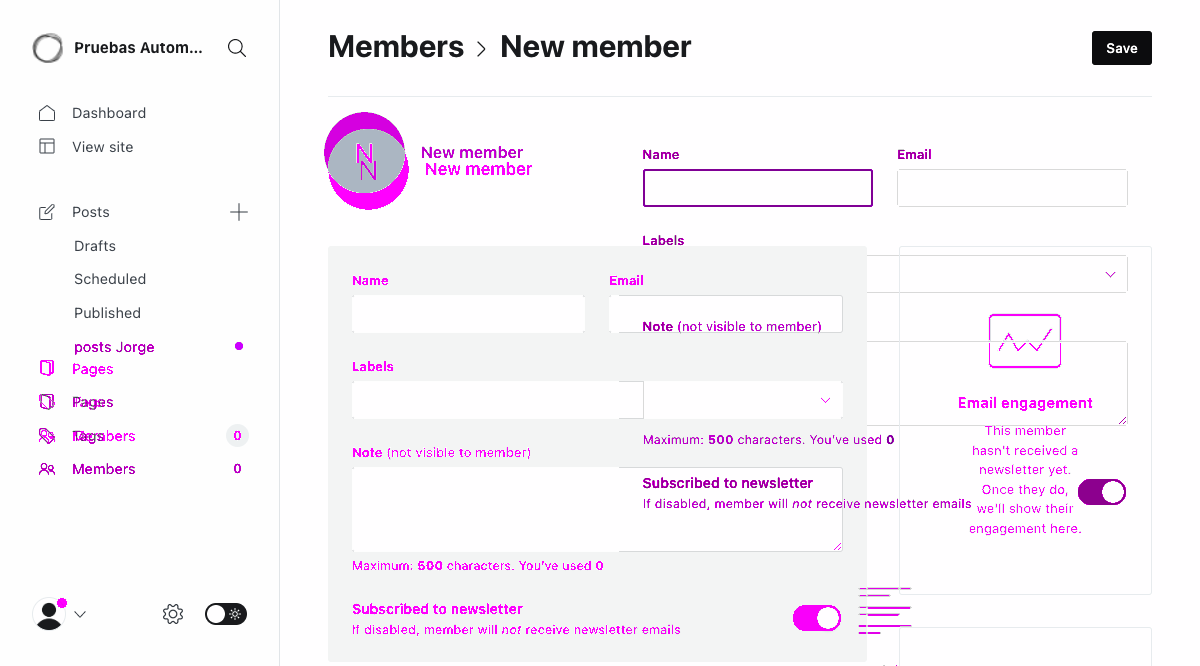 Pruebas Autom...
Members › New member
Save
Dashboard
View site
Posts
Drafts
Scheduled
Published
posts Jorge
Pages
Pages
Tags
Members
0
Members
0
N
N
New member
New member
Name
Email
Labels
Name
Email
Note (not visible to member)
Labels
Maximum: 500 characters. You've used 0
Note (not visible to member)
Subscribed to newsletter
If disabled, member will not receive newsletter emails
Maximum: 500 characters. You've used 0
Subscribed to newsletter
If disabled, member will not receive newsletter emails
Email engagement
This member
hasn't received a
newsletter yet.
Once they do,
we'll show their
engagement here.